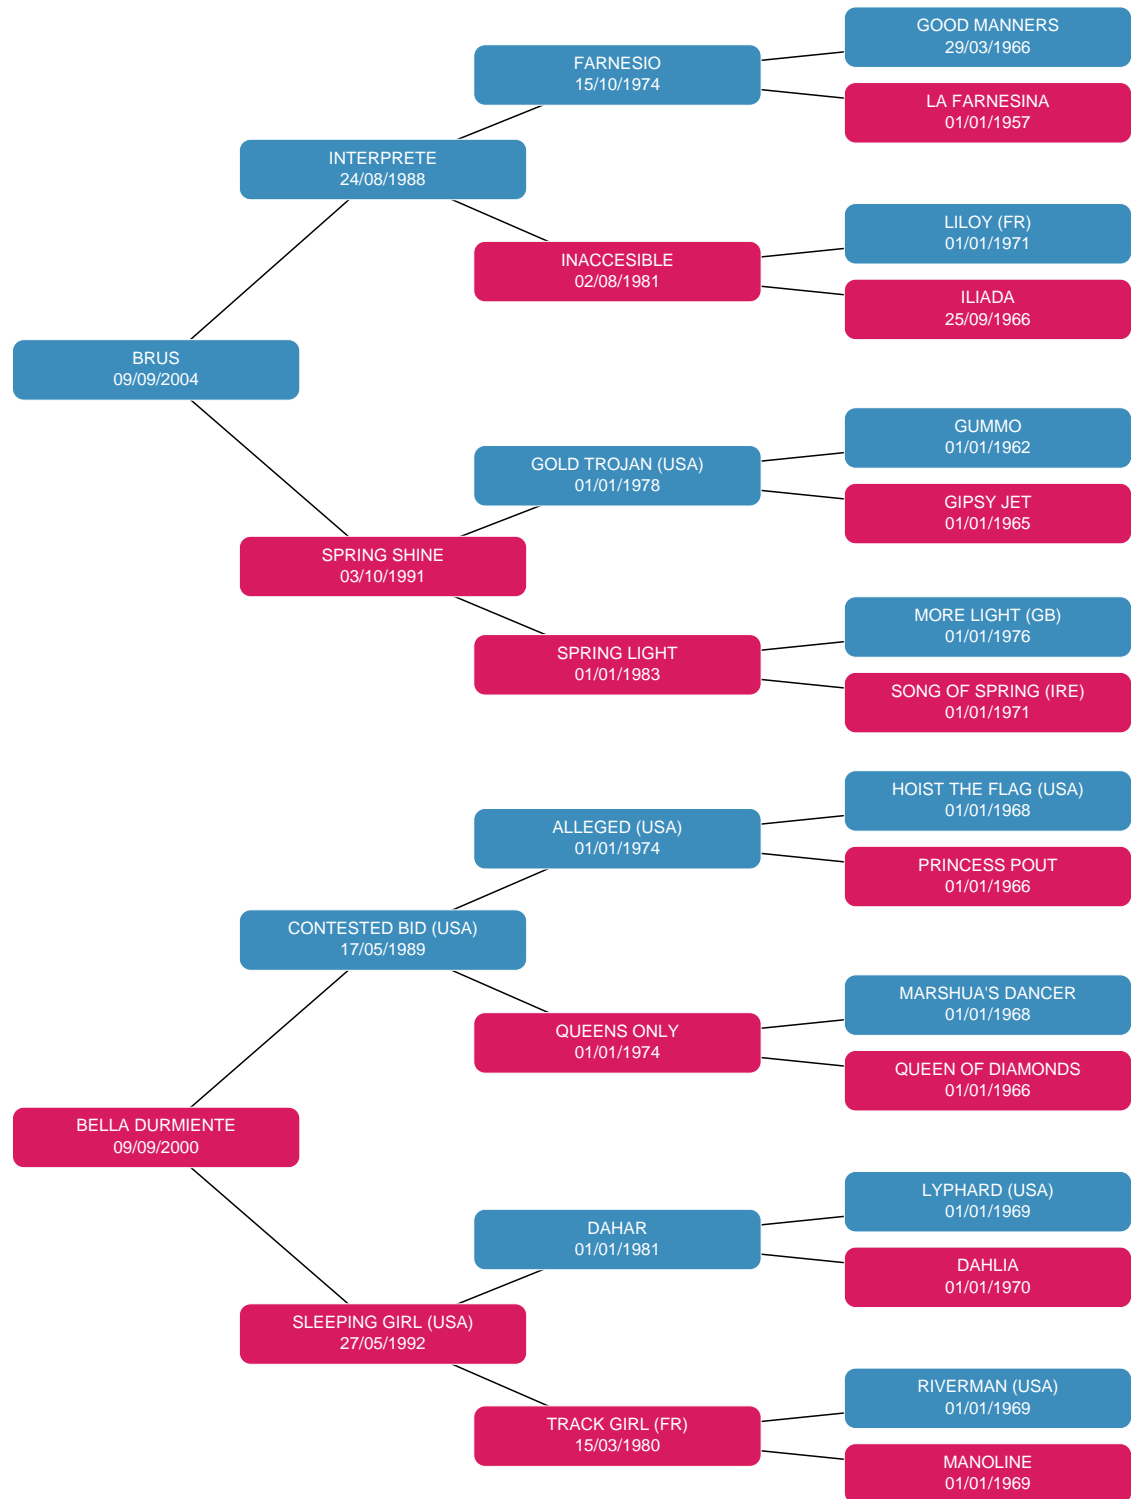 GOOD MANNERS
29/03/1966
FARNESIO
15/10/1974
LA FARNESINA
01/01/1957
INTERPRETE
24/08/1988
LILOY (FR)
01/01/1971
INACCESIBLE
02/08/1981
ILIADA
25/09/1966
BRUS
09/09/2004
GUMMO
01/01/1962
GOLD TROJAN (USA)
01/01/1978
GIPSY JET
01/01/1965
SPRING SHINE
03/10/1991
MORE LIGHT (GB)
01/01/1976
SPRING LIGHT
01/01/1983
SONG OF SPRING (IRE)
01/01/1971
HOIST THE FLAG (USA)
01/01/1968
ALLEGED (USA)
01/01/1974
PRINCESS POUT
01/01/1966
CONTESTED BID (USA)
17/05/1989
MARSHUA'S DANCER
01/01/1968
QUEENS ONLY
01/01/1974
QUEEN OF DIAMONDS
01/01/1966
BELLA DURMIENTE
09/09/2000
LYPHARD (USA)
01/01/1969
DAHAR
01/01/1981
DAHLIA
01/01/1970
SLEEPING GIRL (USA)
27/05/1992
RIVERMAN (USA)
01/01/1969
TRACK GIRL (FR)
15/03/1980
MANOLINE
01/01/1969